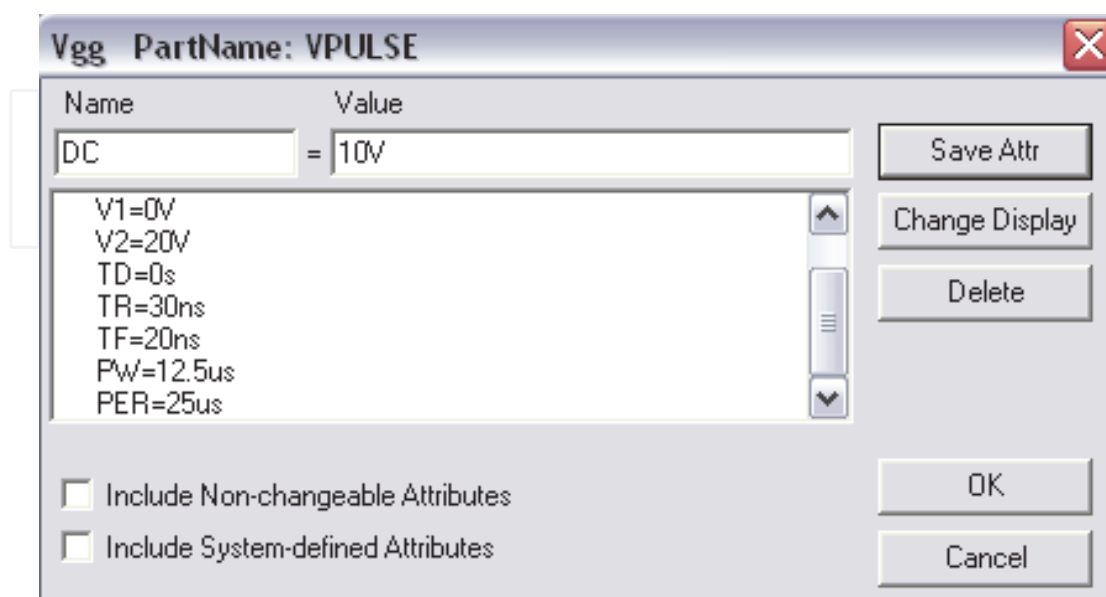 Vgg PartName: VPULSE
Name Value
DC = 10V
Save Attr
V1=0V
V2=20V
TD=0s
TR=30ns
TF=20ns
PW=12.5us
PER=25us
Change Display
Delete
Include Non-changeable Attributes
Include System-defined Attributes
OK
Cancel